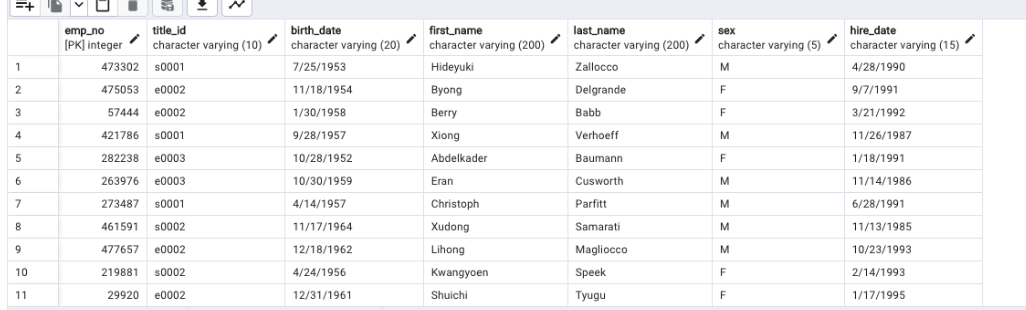 emp_no title_id birth_date first_name last_name sex hire_date
[PK] integer character varying (10) character varying (20) character varying (200) character varying (200) character varying (5) character varying (15)
1 473302 s0001 7/25/1953 Hideyuki Zallocco M 4/28/1990
2 475053 e0002 11/18/1954 Byong Delgrande F 9/7/1991
3 57444 e0002 1/30/1958 Berry Babb F 3/21/1992
4 421786 s0001 9/28/1957 Xiong Verhoeff M 11/26/1987
5 282238 e0003 10/28/1952 Abdelkader Baumann F 1/18/1991
6 263976 e0003 10/30/1959 Eran Cusworth M 11/14/1986
7 273487 s0001 4/14/1957 Christoph Parfitt M 6/28/1991
8 461591 s0002 11/17/1964 Xudong Samarati M 11/13/1985
9 477657 e0002 12/18/1962 Lihong Magliocco M 10/23/1993
10 219881 s0002 4/24/1956 Kwangyoen Speek F 2/14/1993
11 29920 e0002 12/31/1961 Shuichi Tyugu F 1/17/1995